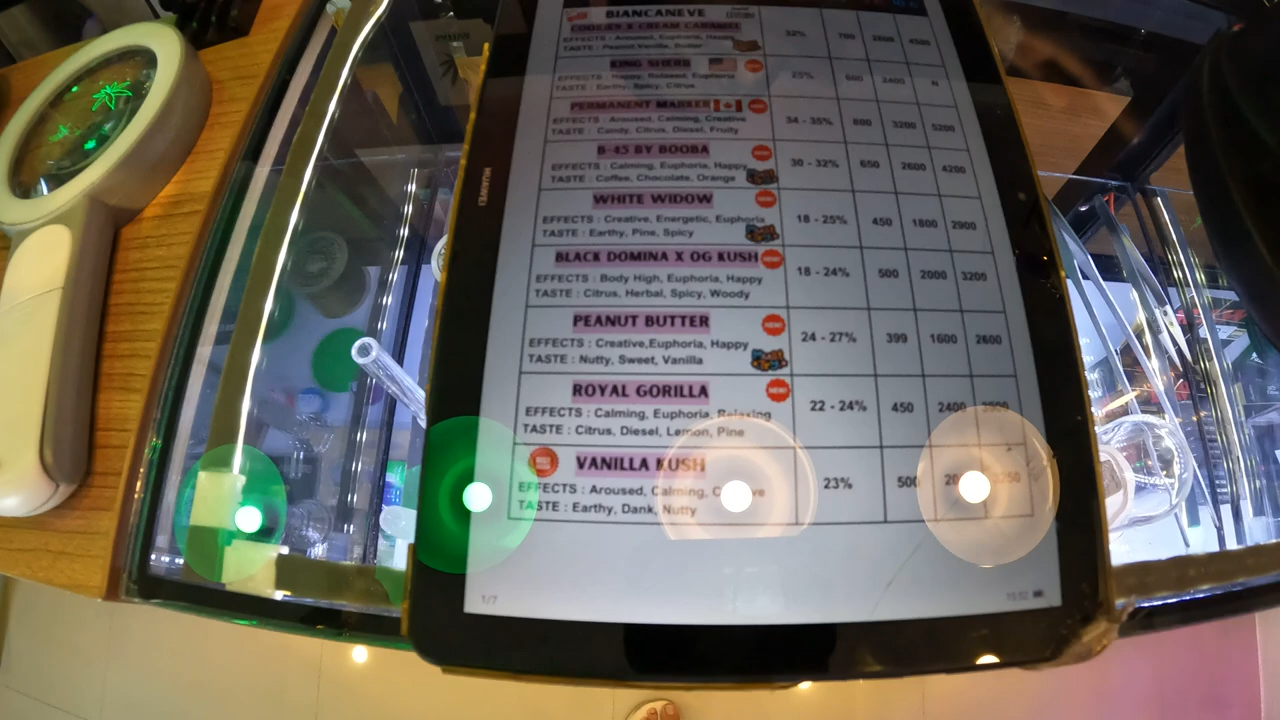 BIANCANEVE
COOKIES X CREAM CARAMEL
EFFECTS : Aroused, Euphoria, Happy
TASTE : Peanut, Vanilla, Butter
32% 700 2800 4500
KING SHERB
EFFECTS : Happy, Relaxed, Euphoria
TASTE : Earthy, Spicy, Citrus
25% 600 2400 N
PERMANENT MARKER
EFFECTS : Aroused, Calming, Creative
TASTE : Candy, Citrus, Diesel, Fruity
34 - 35% 800 3200 5200
B-45 BY BOOBA
EFFECTS : Calming, Euphoria, Happy
TASTE : Coffee, Chocolate, Orange
30 - 32% 650 2600 4200
WHITE WIDOW
EFFECTS : Creative, Energetic, Euphoria
TASTE : Earthy, Pine, Spicy
18 - 25% 450 1800 2900
BLACK DOMINA X OG KUSH NEW!
EFFECTS : Body High, Euphoria, Happy
TASTE : Citrus, Herbal, Spicy, Woody
18 - 24% 500 2000 3200
PEANUT BUTTER NEW!
EFFECTS : Creative,Euphoria, Happy
TASTE : Nutty, Sweet, Vanilla
24 - 27% 399 1600 2600
ROYAL GORILLA NEW!
EFFECTS : Calming, Euphoria, Relaxing
TASTE : Citrus, Diesel, Lemon, Pine
22 - 24% 450 2400
VANILLA KUSH
EFFECTS : Aroused, Calming, Creative
TASTE : Earthy, Dank, Nutty
23% 500
1/7
15:52
HUAWEI